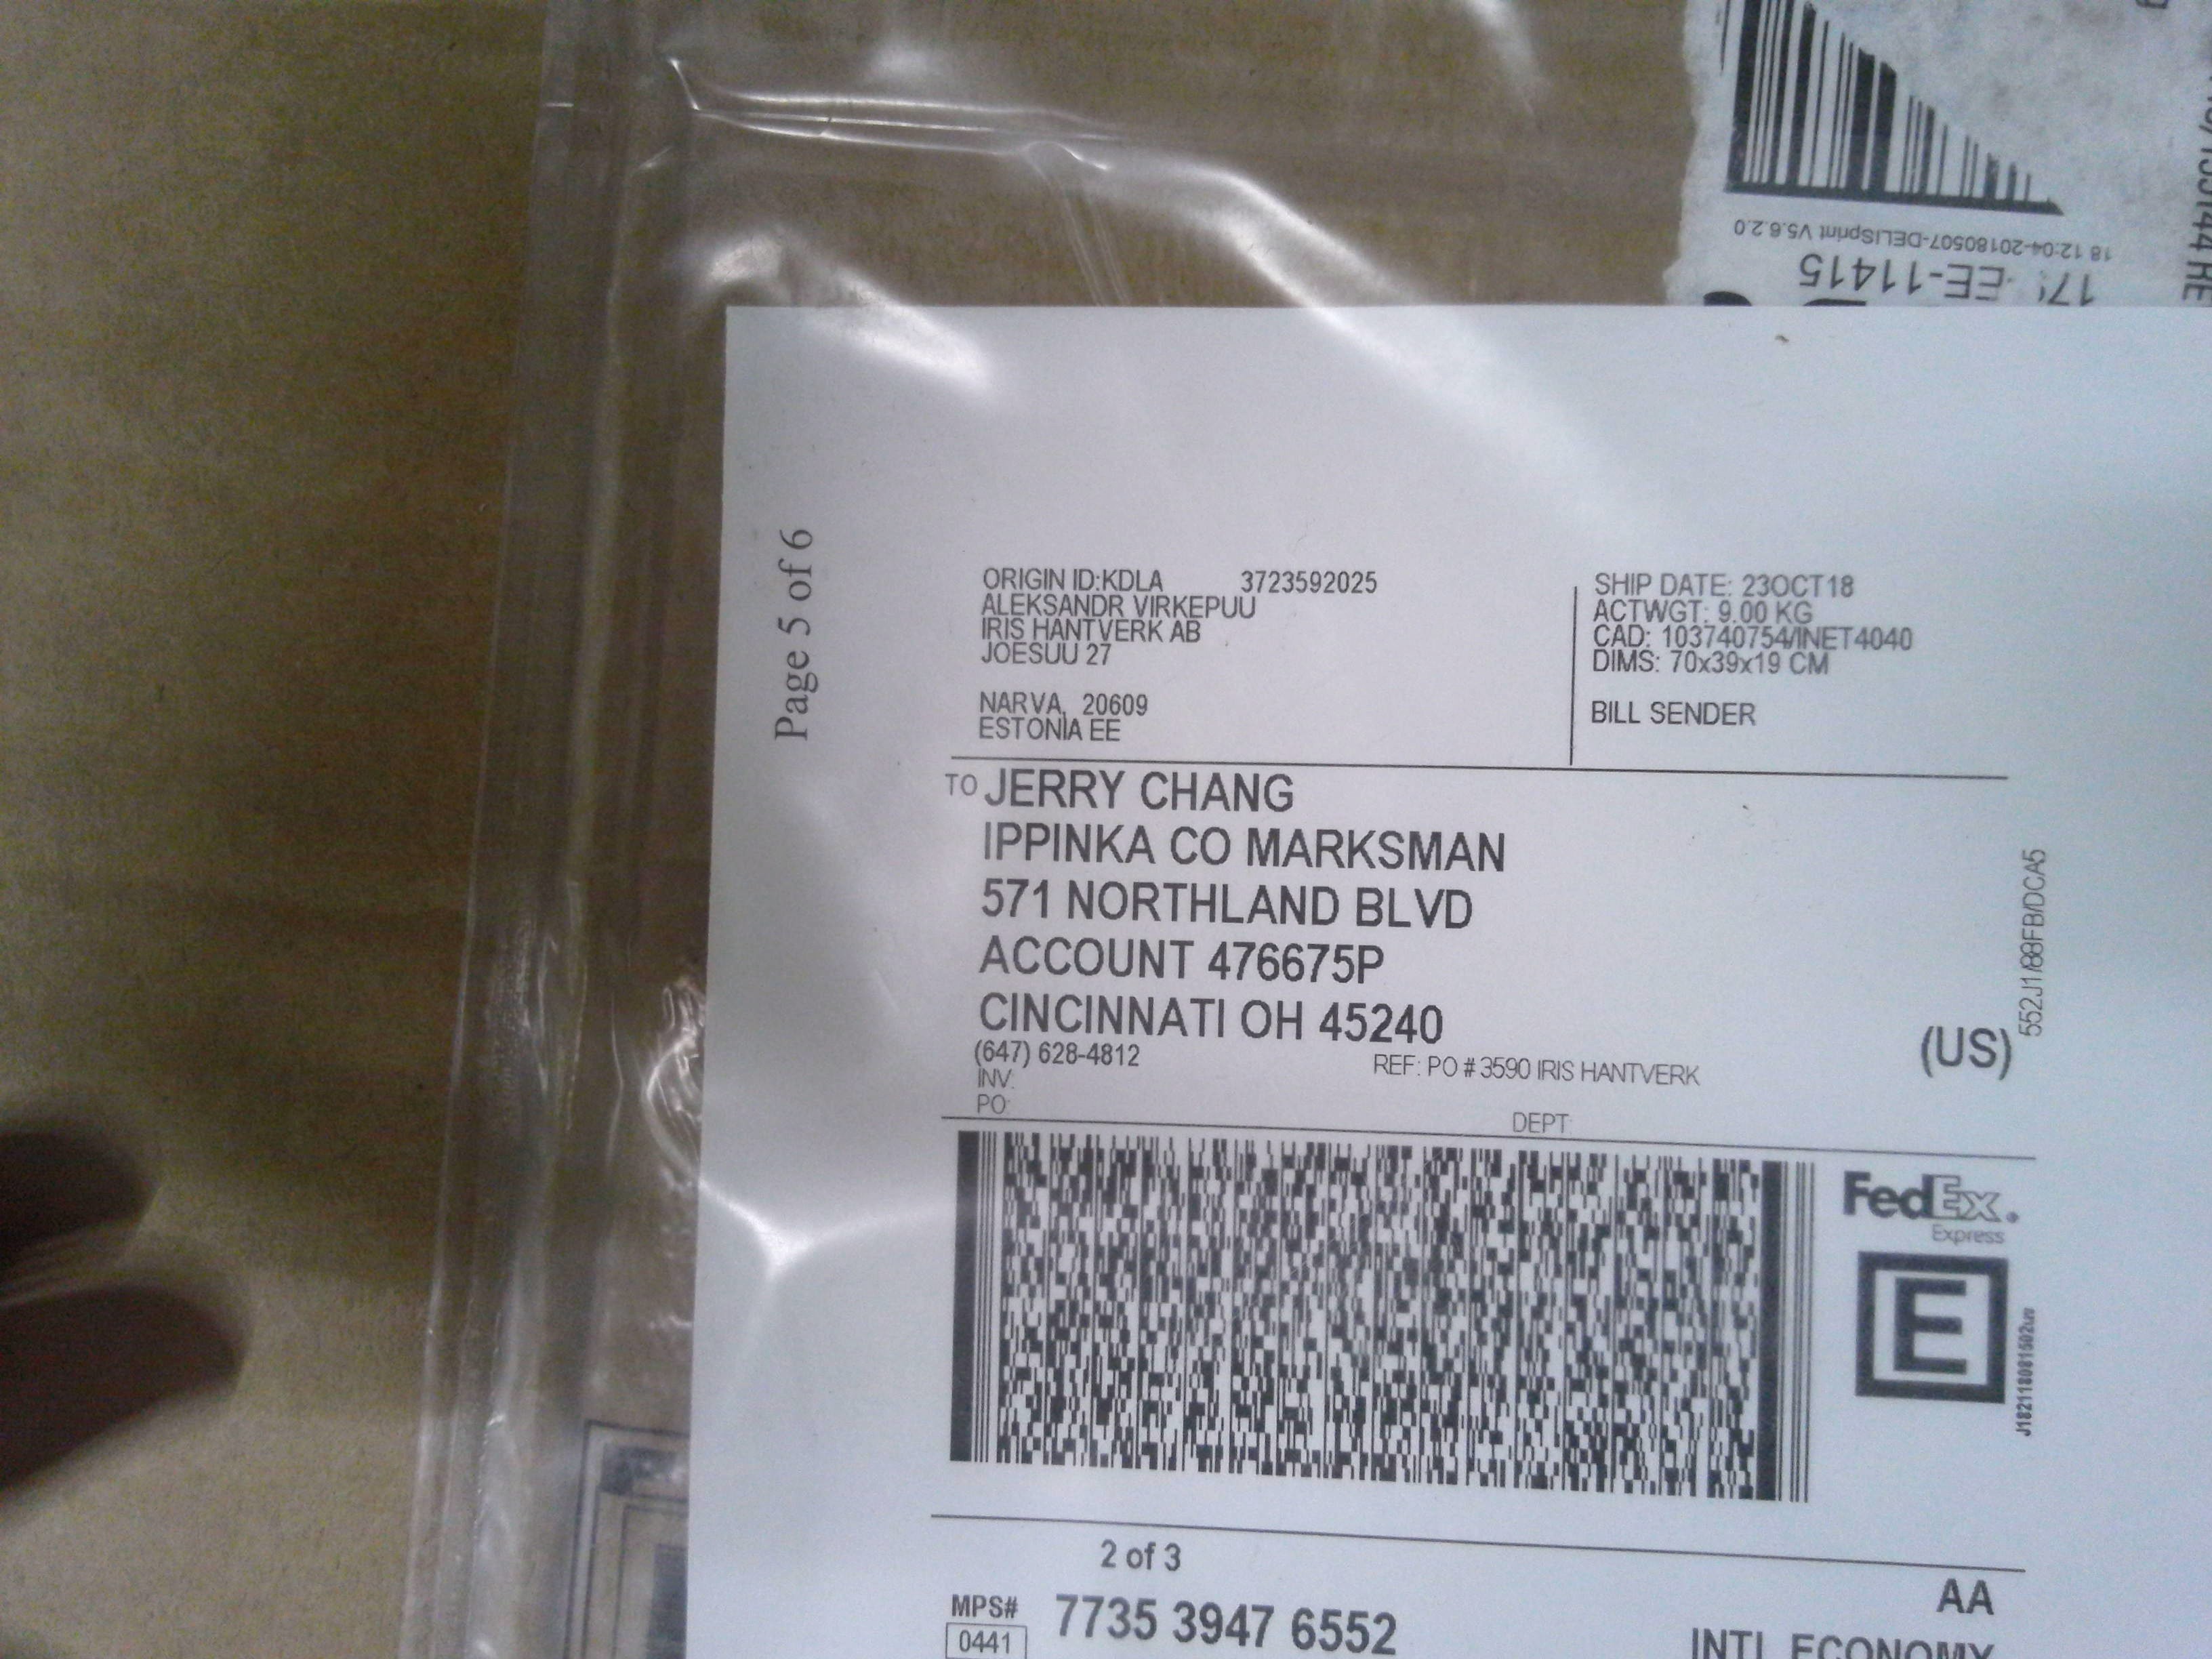 18 12:04-20180507-DELISprint V5.6.2.0
EE-11415
Page 5 of 6
ORIGIN ID:KDLA 3723592025
ALEKSANDR VIRKEPUU
IRIS HANTVERK AB
JOESUU 27
NARVA, 20609
ESTONIA EE
SHIP DATE: 23OCT18
ACTWGT: 9.00 KG
CAD: 103740754/INET4040
DIMS: 70x39x19 CM
BILL SENDER
TO JERRY CHANG
IPPINKA CO MARKSMAN
571 NORTHLAND BLVD
ACCOUNT 476675P
CINCINNATI OH 45240
(US)
(647) 628-4812
REF: PO # 3590 IRIS HANTVERK
INV:
PO:
DEPT:
552J1/88FB/DCA5
FedEx
Express
E
J182118081502uv
2 of 3
MPS# 7735 3947 6552
0441
AA
INTL ECONOMY